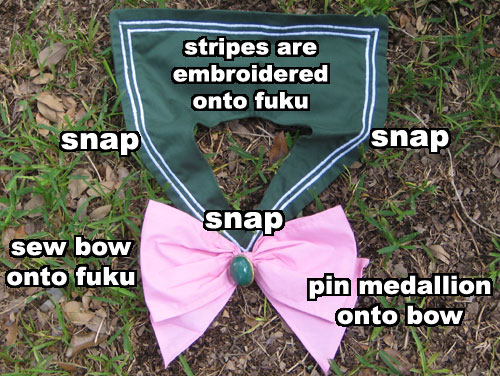 stripes are
embroidered
onto fuku
snap
snap
snap
sew bow
onto fuku
pin medallion
onto bow